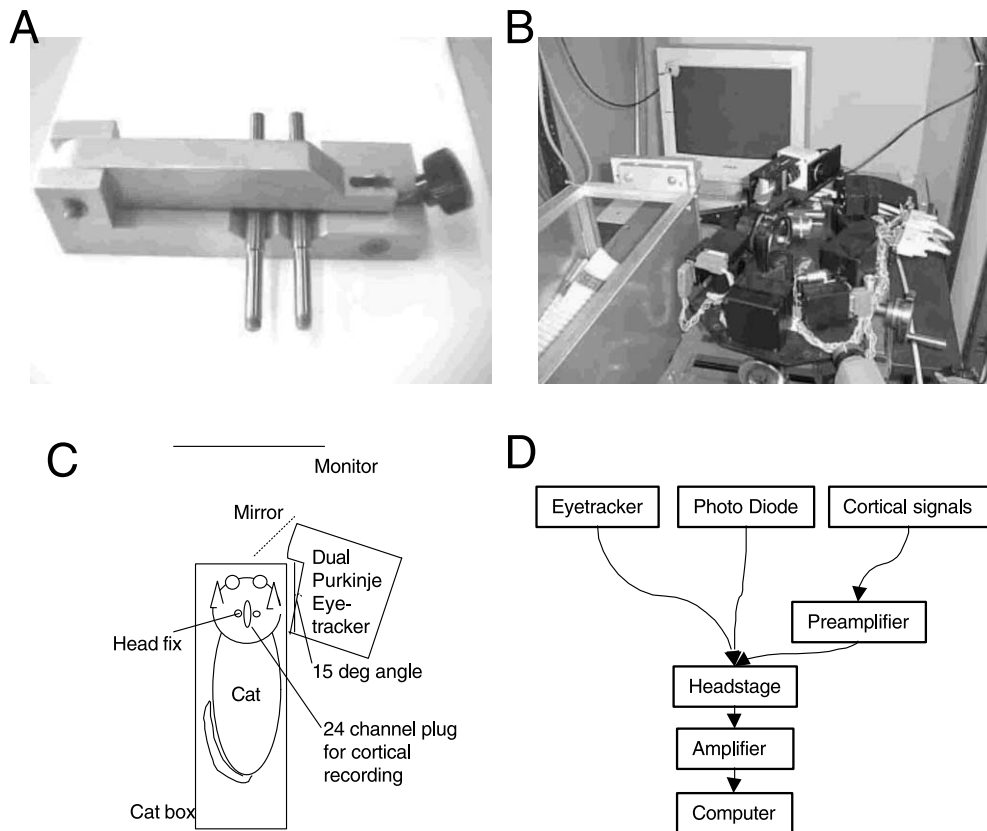 A
B
C
Monitor
Mirror
Dual
Purkinje
Eye-
tracker
Head fix
15 deg angle
Cat
24 channel plug
for cortical
recording
Cat box
D
Eyetracker
Photo Diode
Cortical signals
Preamplifier
Headstage
Amplifier
Computer